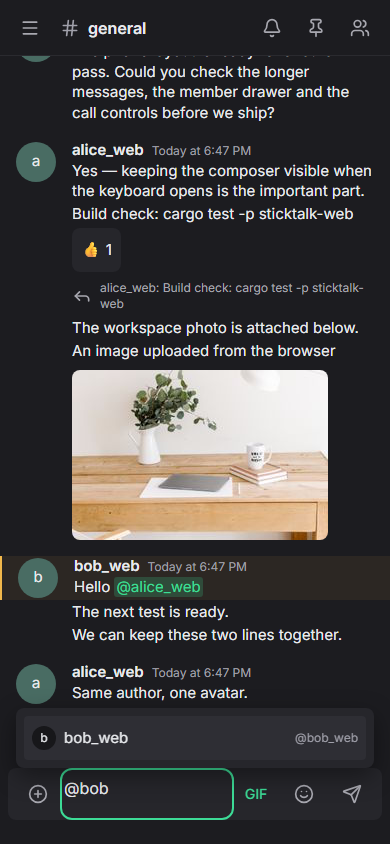 # general
pass. Could you check the longer
messages, the member drawer and the
call controls before we ship?
a
alice_web Today at 6:47 PM
Yes — keeping the composer visible when
the keyboard opens is the important part.
Build check: cargo test -p sticktalk-web
👍 1
alice_web: Build check: cargo test -p sticktalk-
web
The workspace photo is attached below.
An image uploaded from the browser
b
bob_web Today at 6:47 PM
Hello @alice_web
The next test is ready.
We can keep these two lines together.
a
alice_web Today at 6:47 PM
Same author, one avatar.
b bob_web @bob_web
@bob
GIF